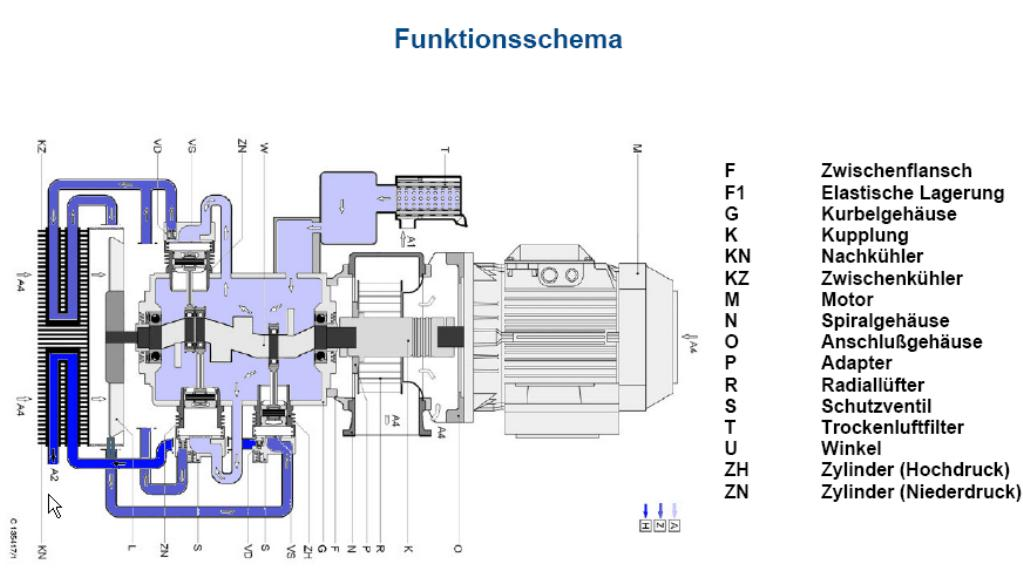 Funktionsschema
KZ VD VS ZN W T M
A1
A4 A4
A4 A4
A4
A2
KN L ZN S VD S VS ZH G F N P R K O
H Z A
C 135417/1
F Zwischenflansch
F1 Elastische Lagerung
G Kurbelgehäuse
K Kupplung
KN Nachkühler
KZ Zwischenkühler
M Motor
N Spiralgehäuse
O Anschlußgehäuse
P Adapter
R Radiallüfter
S Schutzventil
T Trockenluftfilter
U Winkel
ZH Zylinder (Hochdruck)
ZN Zylinder (Niederdruck)